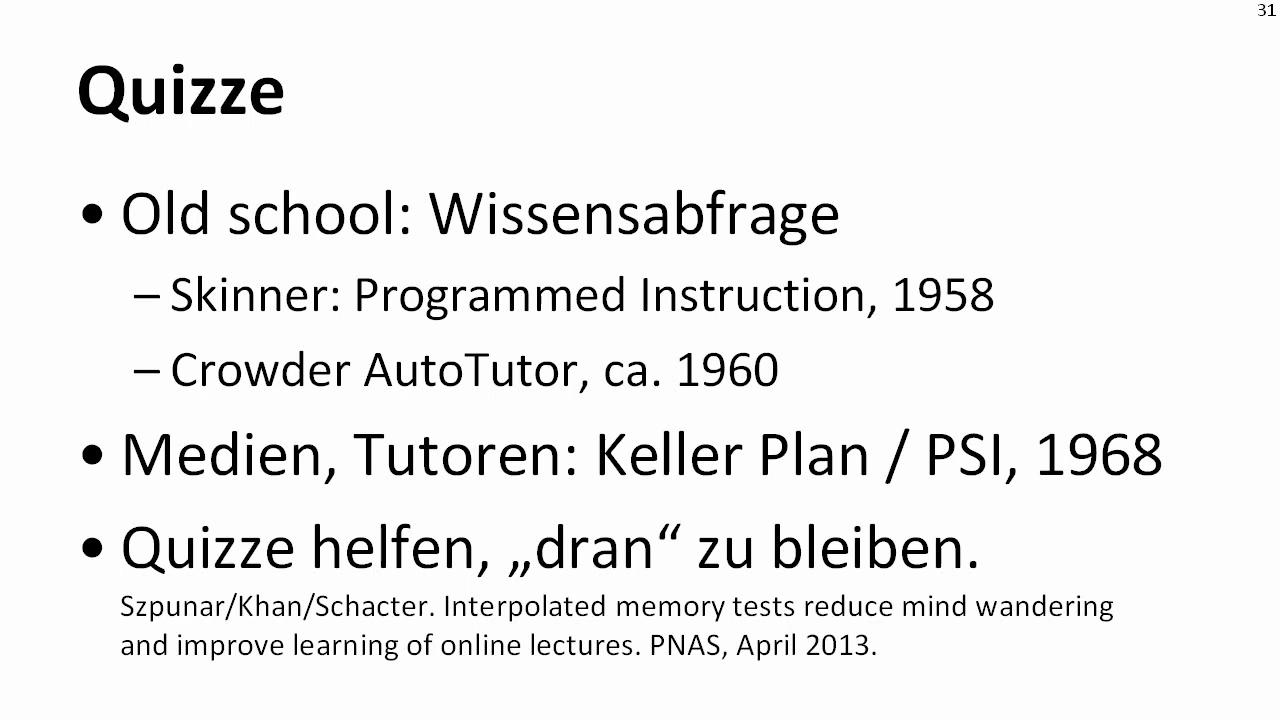 31
Quizze
• Old school: Wissensabfrage
– Skinner: Programmed Instruction, 1958
– Crowder AutoTutor, ca. 1960
• Medien, Tutoren: Keller Plan / PSI, 1968
• Quizze helfen, „dran“ zu bleiben.
Szpunar/Khan/Schacter. Interpolated memory tests reduce mind wandering
and improve learning of online lectures. PNAS, April 2013.